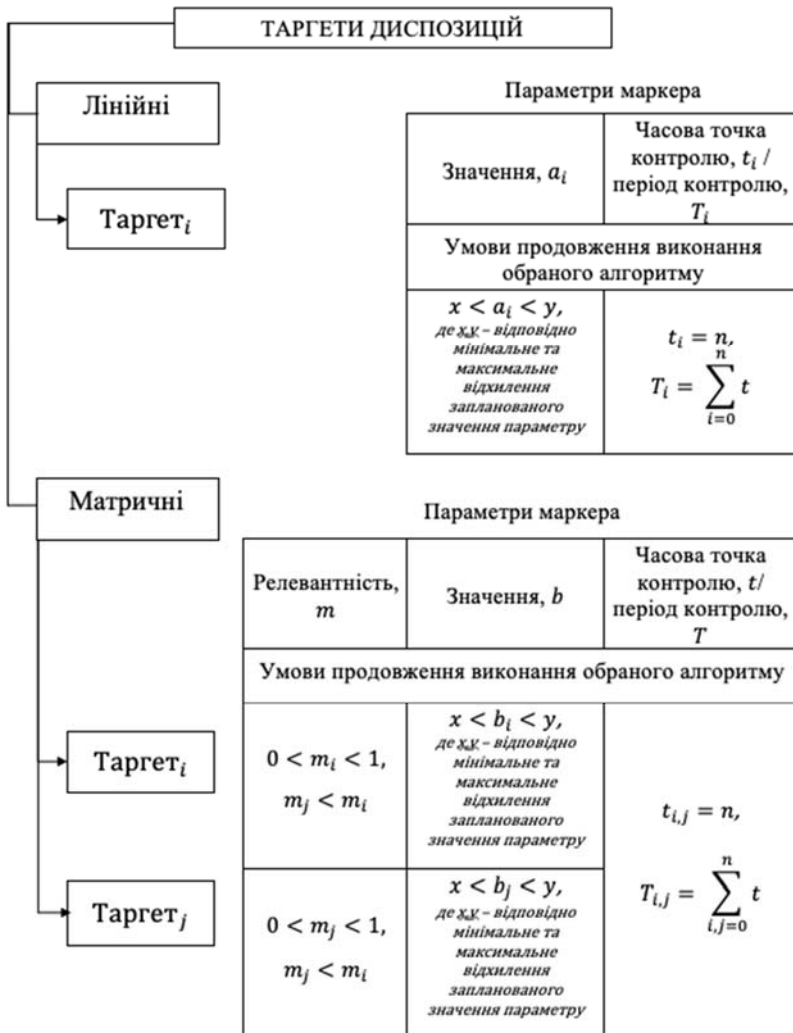 ТАРГЕТИ ДИСПОЗИЦІЙ
Лінійні
Таргет𝑖
Параметри маркера
Значення, 𝑎𝑖
Часова точка
контролю, 𝑡𝑖 /
період контролю,
𝑇𝑖
Умови продовження виконання
обраного алгоритму
𝑥 < 𝑎𝑖 < 𝑦,
де x,y – відповідно
мінімальне та
максимальне
відхилення
запланованого
значення параметру
𝑡𝑖 = 𝑛,
𝑇𝑖 = ∑ 𝑛 𝑖=0 𝑡
Матричні
Параметри маркера
Релевантність,
𝑚
Значення, 𝑏
Часова точка
контролю, 𝑡/
період контролю,
𝑇
Умови продовження виконання обраного алгоритму
Таргет𝑖
0 < 𝑚𝑖 < 1,
𝑚𝑗 < 𝑚𝑖
𝑥 < 𝑏𝑖 < 𝑦,
де x,y – відповідно
мінімальне та
максимальне
відхилення
запланованого
значення параметру
𝑡𝑖,𝑗 = 𝑛,
𝑇𝑖,𝑗 = ∑ 𝑛 𝑖,𝑗=0 𝑡
Таргет𝑗
0 < 𝑚𝑗 < 1,
𝑚𝑗 < 𝑚𝑖
𝑥 < 𝑏𝑗 < 𝑦,
де x,y – відповідно
мінімальне та
максимальне
відхилення
запланованого
значення параметру